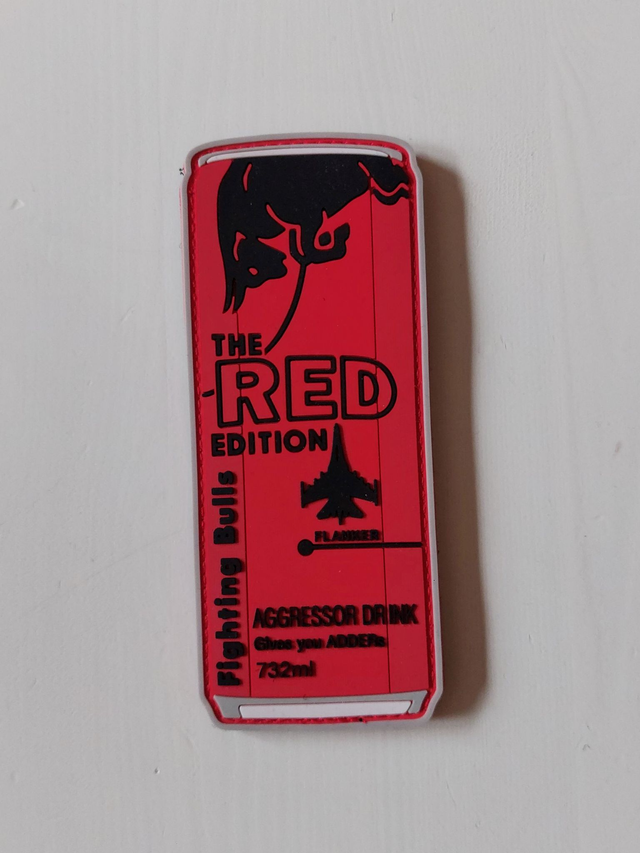 THE
RED
EDITION
Fighting Bulls
FLANKER
AGGRESSOR DRINK
Gives you ADDERs
732ml